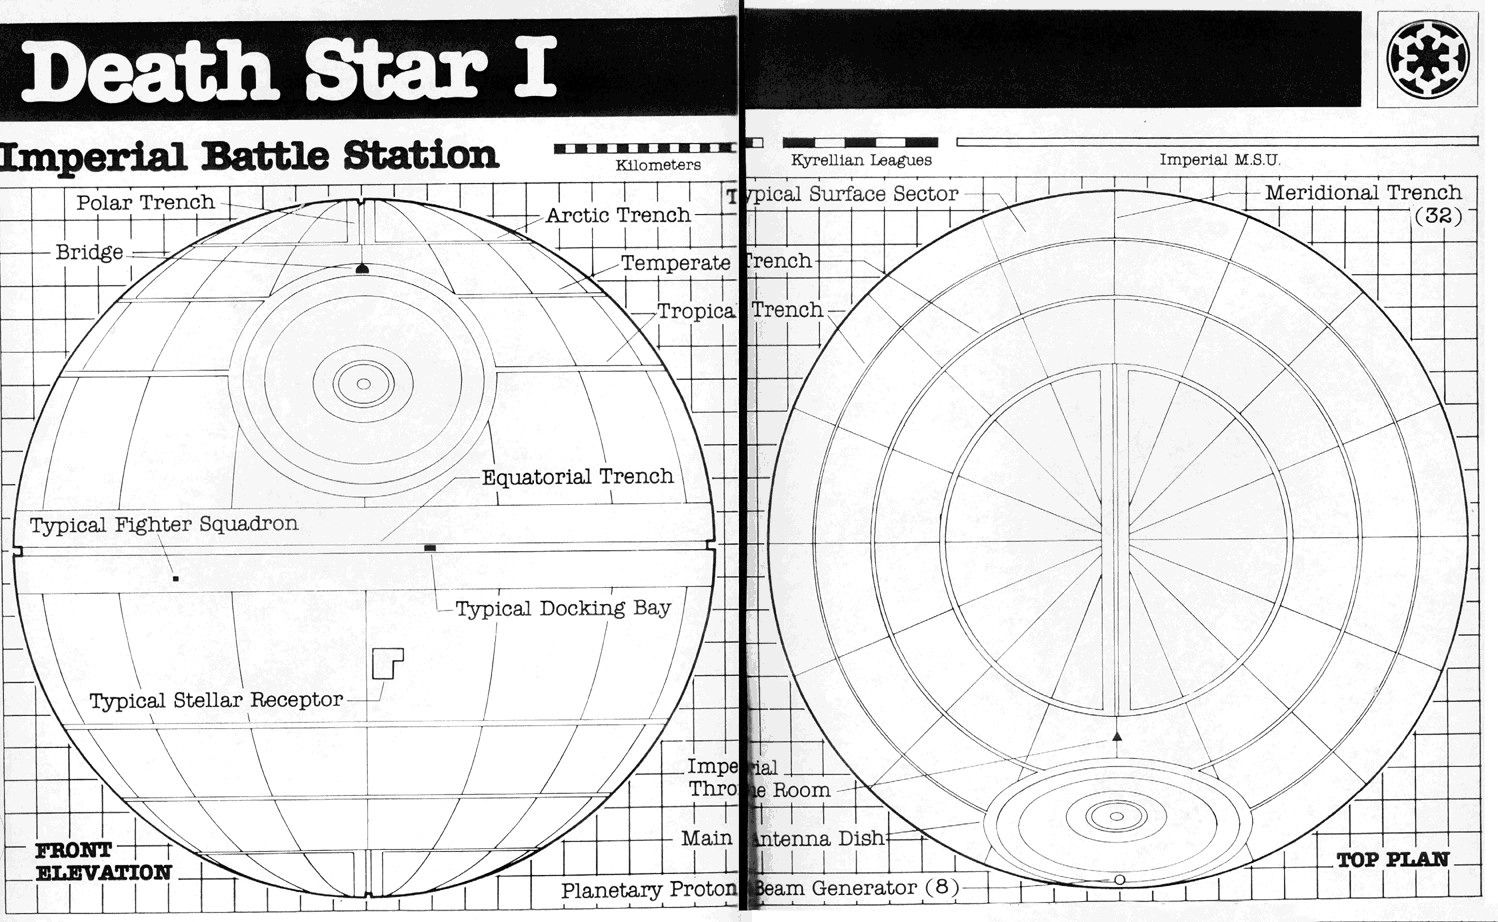 Death Star I
Imperial Battle Station
Kilometers
Kyrellian Leagues
Imperial M.S.U.
Polar Trench
Arctic Trench
Bridge
Temperate Trench
Tropical Trench
Equatorial Trench
Typical Fighter Squadron
Typical Docking Bay
Typical Stellar Receptor
FRONT
ELEVATION
Typical Surface Sector
Meridional Trench
(32)
Imperial
Throne Room
Main Antenna Dish
Planetary Proton Beam Generator (8)
TOP PLAN